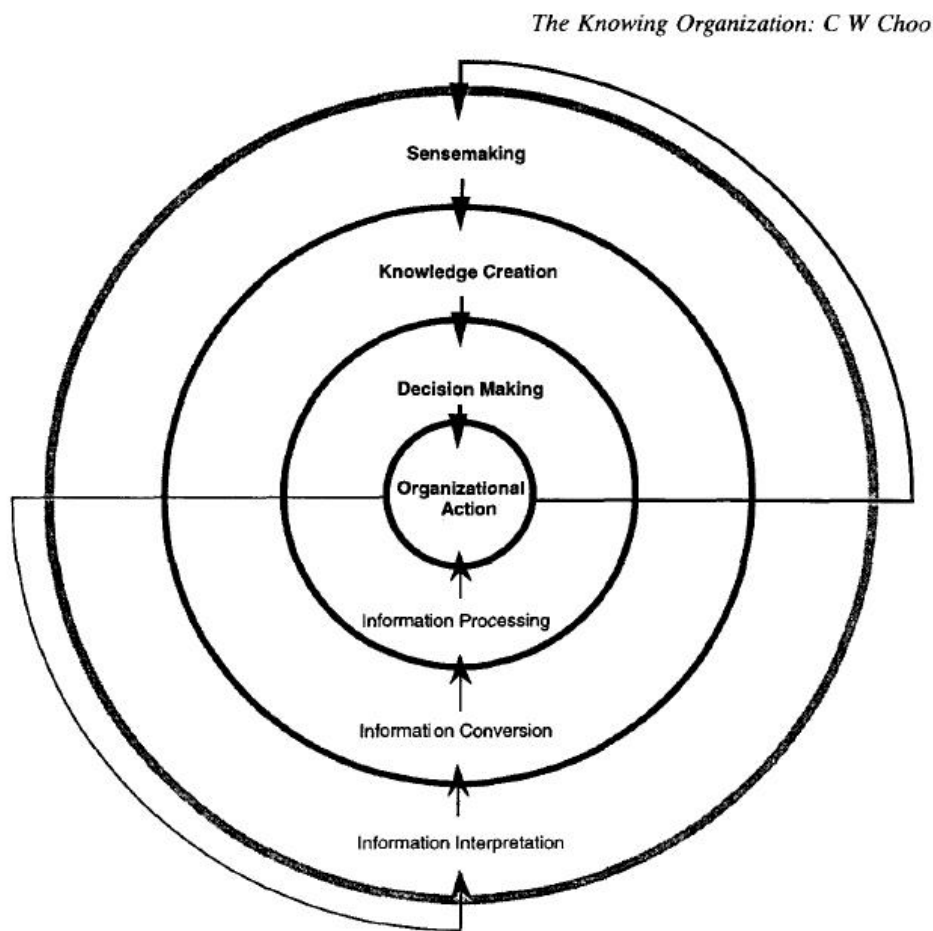 The Knowing Organization: C W Choo
Sensemaking
Knowledge Creation
Decision Making
Organizational
Action
Information Processing
Information Conversion
Information Interpretation